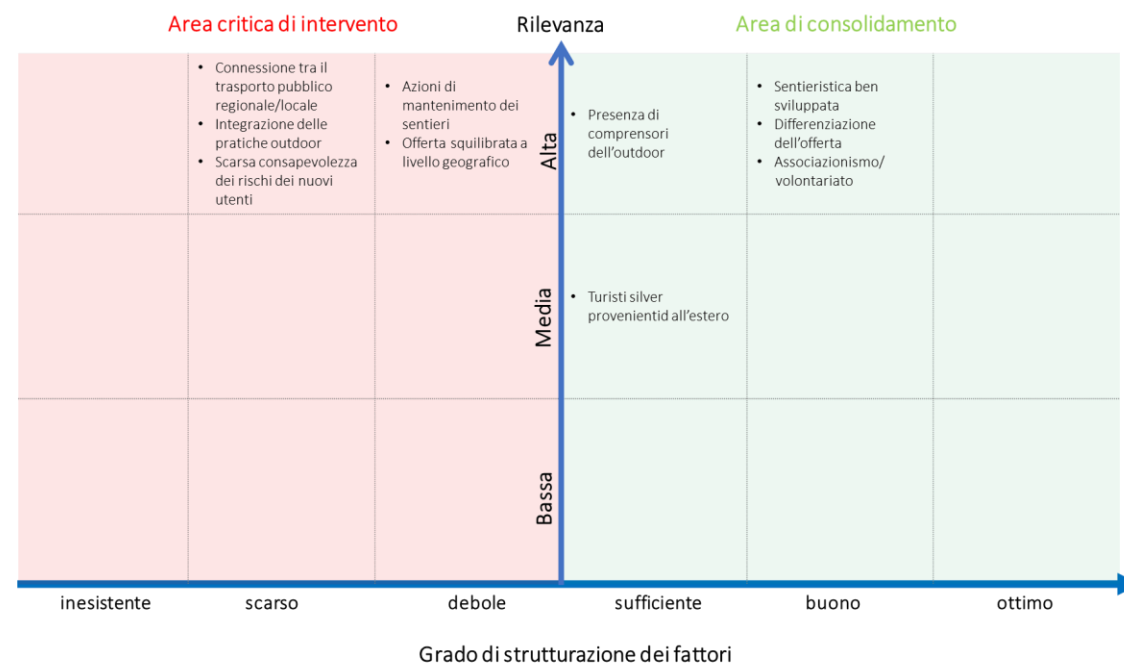 Area critica di intervento
Rilevanza
Area di consolidamento
• Connessione tra il
trasporto pubblico
regionale/locale
• Integrazione delle
pratiche outdoor
• Scarsa consapevolezza
dei rischi dei nuovi
utenti
• Azioni di
mantenimento dei
sentieri
• Offerta squilibrata a
livello geografico
Alta
• Presenza di
comprensori
dell'outdoor
• Sentieristica ben
sviluppata
• Differenziazione
dell'offerta
• Associazionismo/
volontariato
Media
• Turisti silver
provenientid all'estero
Bassa
inesistente
scarso
debole
sufficiente
buono
ottimo
Grado di strutturazione dei fattori